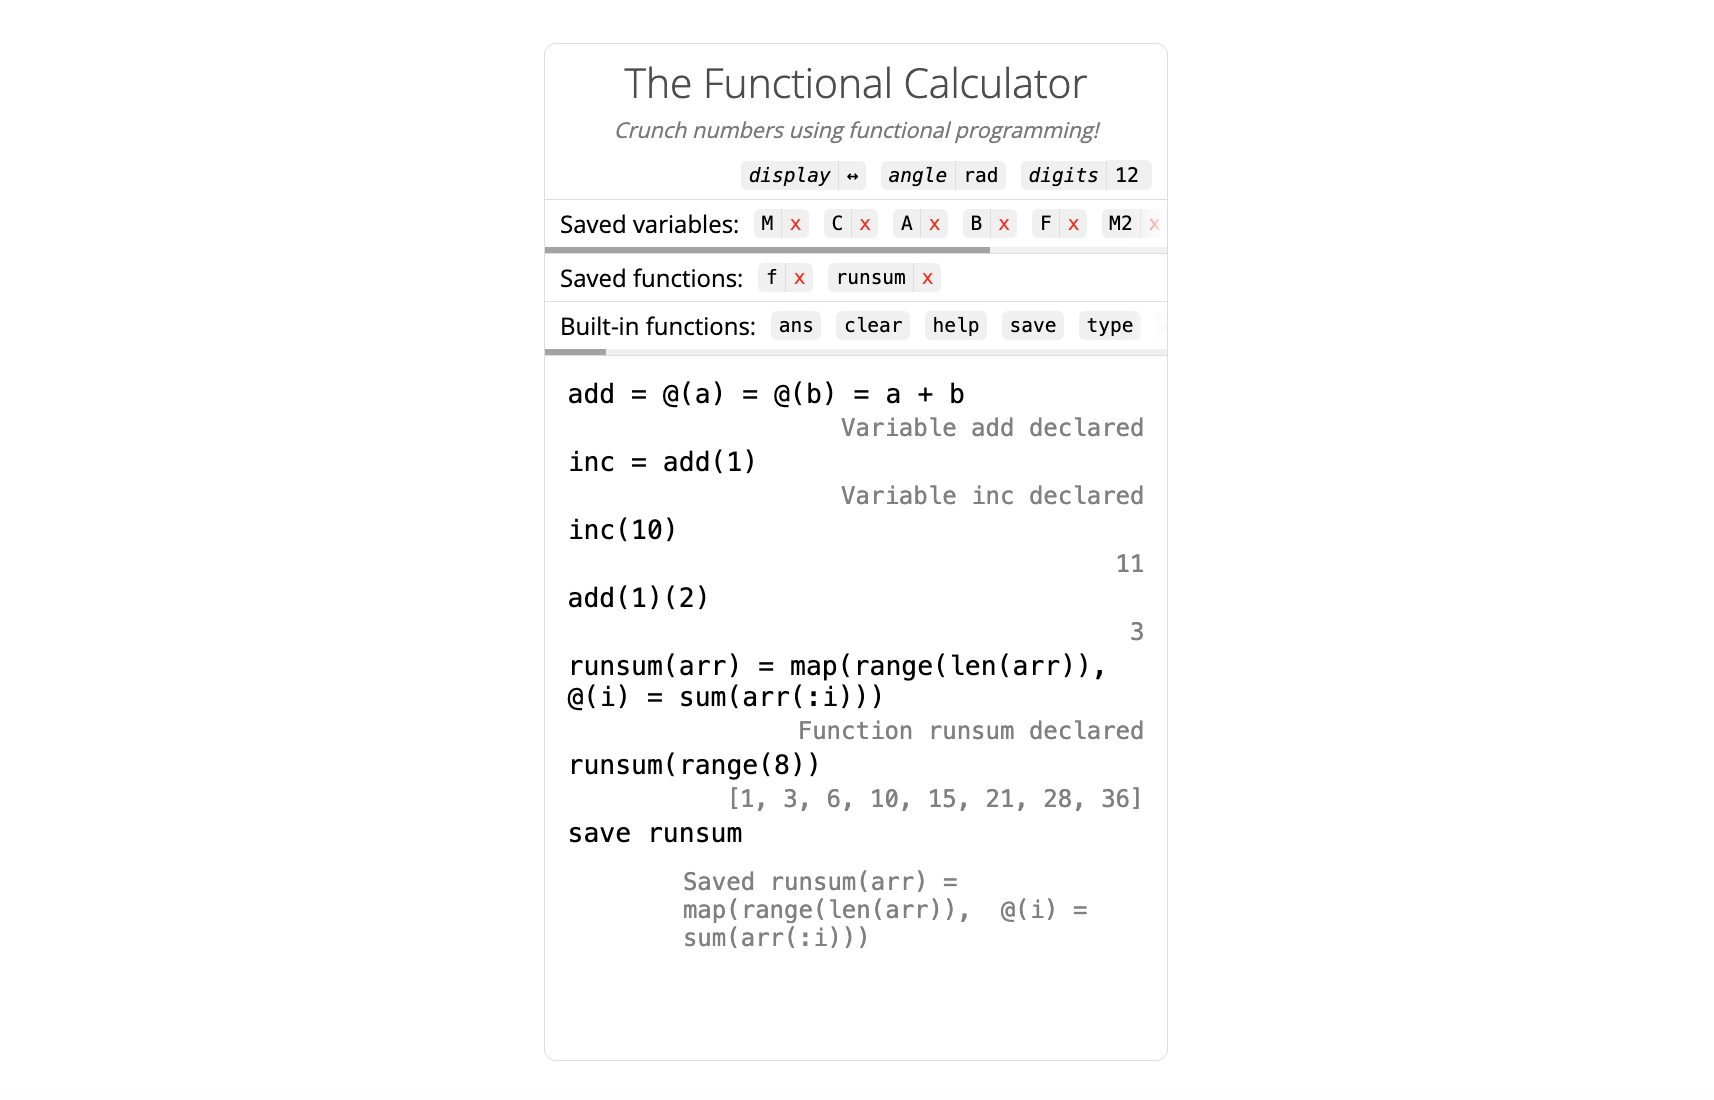 The Functional Calculator
Crunch numbers using functional programming!
display ↔ angle rad digits 12
Saved variables: M x C x A x B x F x M2 x
Saved functions: f x runsum x
Built-in functions: ans clear help save type
add = @(a) = @(b) = a + b
Variable add declared
inc = add(1)
Variable inc declared
inc(10)
11
add(1)(2)
3
runsum(arr) = map(range(len(arr)),
@(i) = sum(arr(:i)))
Function runsum declared
runsum(range(8))
[1, 3, 6, 10, 15, 21, 28, 36]
save runsum
Saved runsum(arr) =
map(range(len(arr)),  @(i) =
sum(arr(:i)))